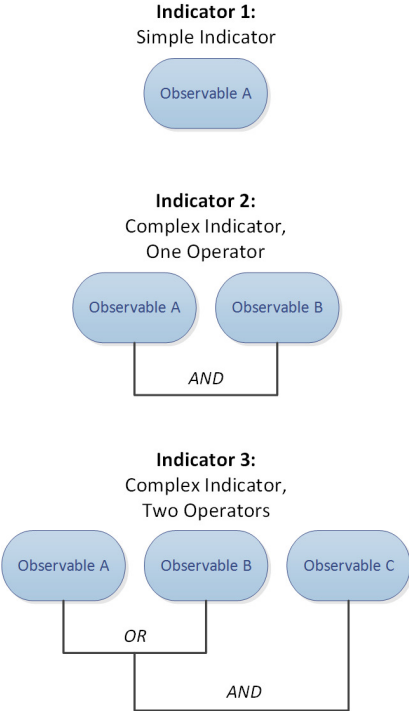 Indicator 1:
Simple Indicator
Observable A
Indicator 2:
Complex Indicator,
One Operator
Observable A
Observable B
AND
Indicator 3:
Complex Indicator,
Two Operators
Observable A
Observable B
Observable C
OR
AND